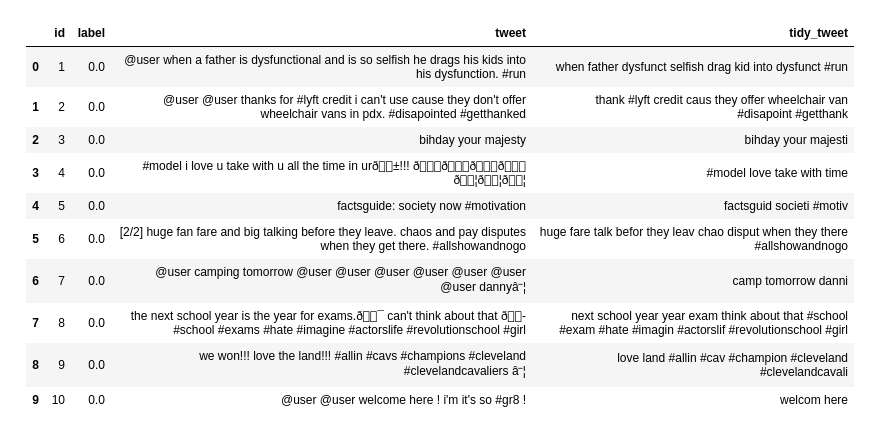 id label tweet tidy_tweet
0 1 0.0 @user when a father is dysfunctional and is so selfish he drags his kids into when father dysfunct selfish drag kid into dysfunct #run
his dysfunction. #run
1 2 0.0 @user @user thanks for #lyft credit i can't use cause they don't offer thank #lyft credit caus they offer wheelchair van
wheelchair vans in pdx. #disapointed #getthanked #disapoint #getthank
2 3 0.0 bihday your majesty bihday your majesti
3 4 0.0 #model i love u take with u all the time in urð▯▯±!!! ð▯▯▯ð▯▯▯ð▯▯▯ð▯▯▯ #model love take with time
ð▯▯¦ð▯▯¦ð▯▯¦
4 5 0.0 factsguide: society now #motivation factsguid societi #motiv
5 6 0.0 [2/2] huge fan fare and big talking before they leave. chaos and pay disputes huge fare talk befor they leav chao disput when they there
when they get there. #allshowandnogo #allshowandnogo
6 7 0.0 @user camping tomorrow @user @user @user @user @user @user camp tomorrow danni
@user dannyâ¦
7 8 0.0 the next school year is the year for exams.ð▯▯¯ can't think about that ð▯▯- next school year year exam think about that #school
#school #exams #hate #imagine #actorslife #revolutionschool #girl #exam #hate #imagin #actorslif #revolutionschool #girl
8 9 0.0 we won!!! love the land!!! #allin #cavs #champions #cleveland love land #allin #cav #champion #cleveland
#clevelandcavaliers â¦ #clevelandcavali
9 10 0.0 @user @user welcome here ! i'm it's so #gr8 ! welcom here